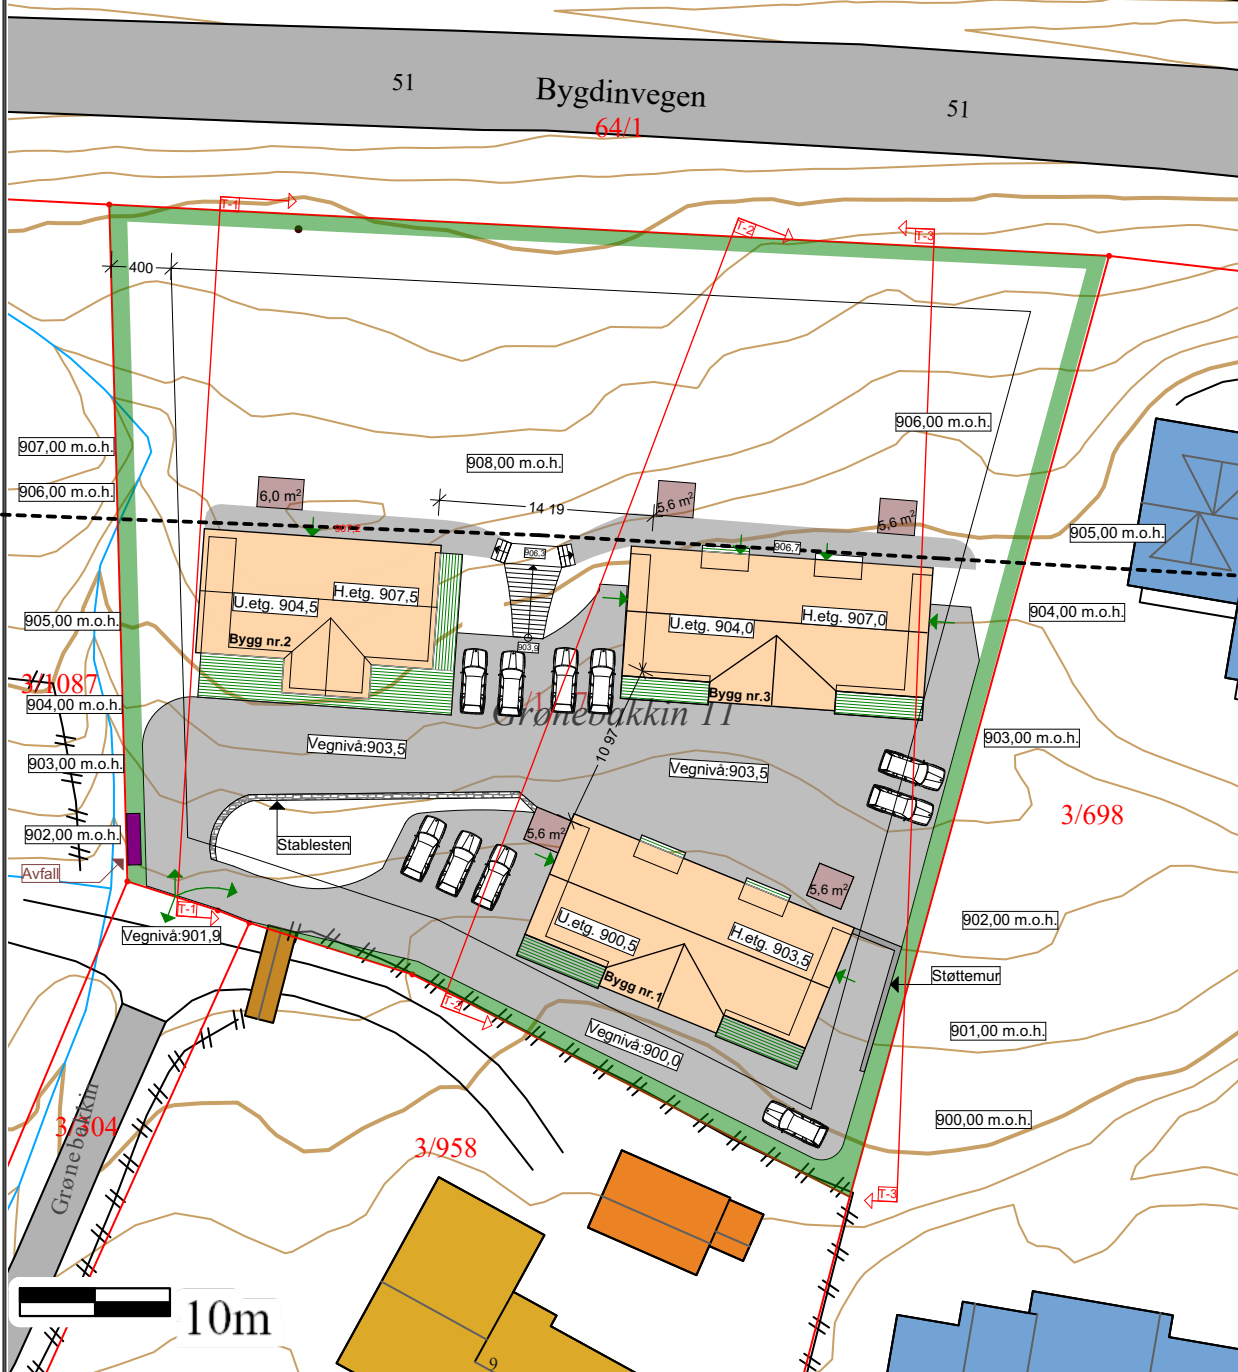 51
Bygdinvegen
51
64/1
T-1
T-2
T-3
400
906,00 m.o.h.
907,00 m.o.h.
908,00 m.o.h.
906,00 m.o.h.
6,0 m²
5,6 m²
5,6 m²
14 19
907,2
905,00 m.o.h.
906,3
906,7
H.etg. 907,5
U.etg. 904,5
904,00 m.o.h.
H.etg. 907,0
905,00 m.o.h.
U.etg. 904,0
Bygg nr.2
903,9
3/1087
Bygg nr.3
904,00 m.o.h.
Grønebakkin 11
903,00 m.o.h.
Vegnivå:903,5
10 97
903,00 m.o.h.
Vegnivå:903,5
3/698
902,00 m.o.h.
5,6 m²
Stablesten
Avfall
5,6 m²
T-1
902,00 m.o.h.
Vegnivå:901,9
U.etg. 900,5
H.etg. 903,5
Støttemur
Bygg nr.1
T-2
901,00 m.o.h.
Vegnivå:900,0
900,00 m.o.h.
3/304
3/958
Grønebakkin
T-3
10m
9